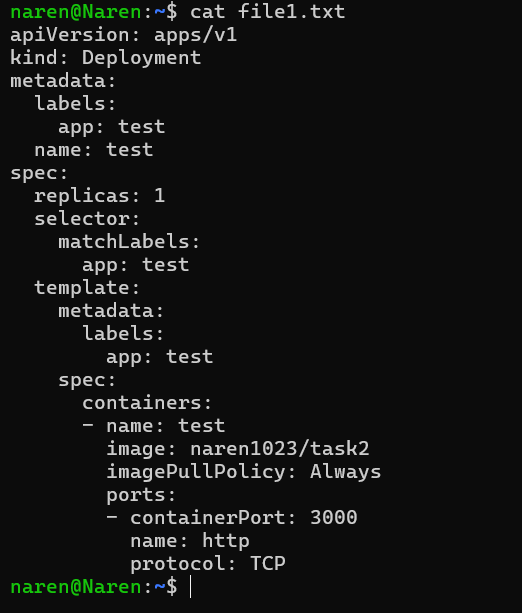 naren@Naren:~$ cat file1.txt
apiVersion: apps/v1
kind: Deployment
metadata:
  labels:
    app: test
  name: test
spec:
  replicas: 1
  selector:
    matchLabels:
      app: test
  template:
    metadata:
      labels:
        app: test
    spec:
      containers:
      - name: test
        image: naren1023/task2
        imagePullPolicy: Always
        ports:
        - containerPort: 3000
          name: http
          protocol: TCP
naren@Naren:~$